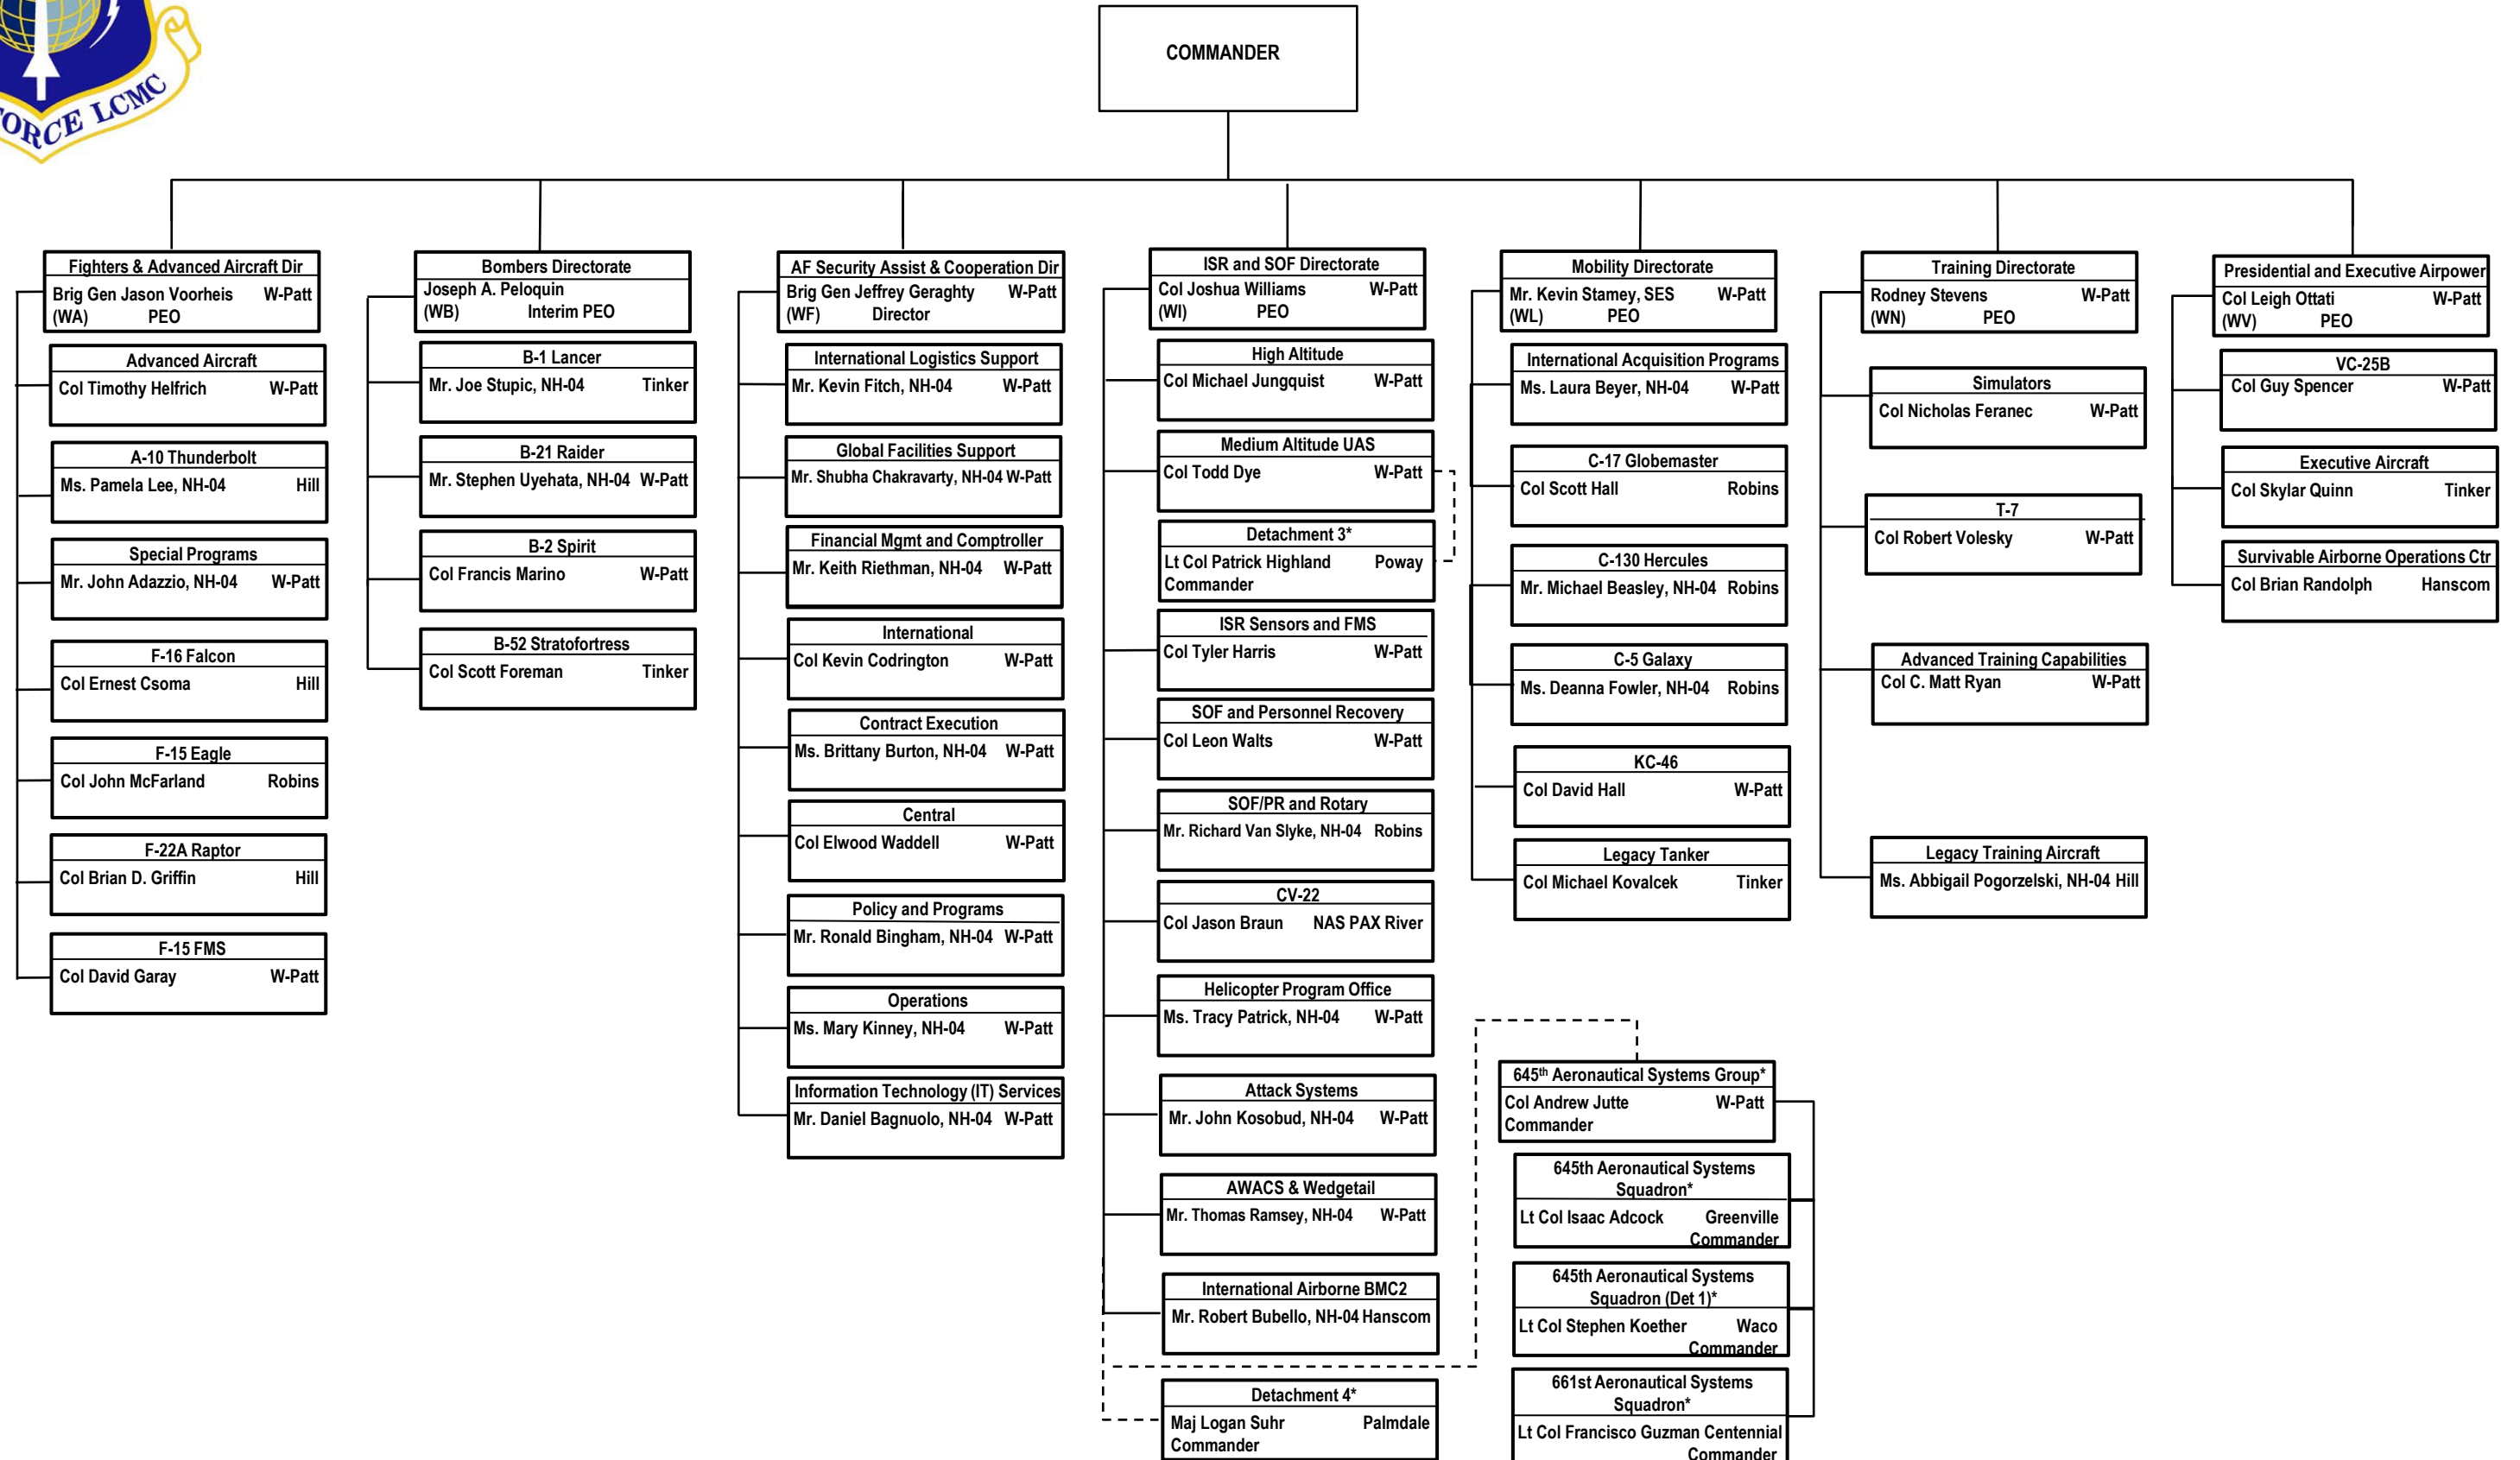 ORCE LCMC
COMMANDER
Fighters & Advanced Aircraft Dir
Brig Gen Jason Voorheis W-Patt
(WA) PEO
Advanced Aircraft
Col Timothy Helfrich W-Patt
A-10 Thunderbolt
Ms. Pamela Lee, NH-04 Hill
Special Programs
Mr. John Adazzio, NH-04 W-Patt
F-16 Falcon
Col Ernest Csoma Hill
F-15 Eagle
Col John McFarland Robins
F-22A Raptor
Col Brian D. Griffin Hill
F-15 FMS
Col David Garay W-Patt
Bombers Directorate
Joseph A. Peloquin
(WB) Interim PEO
B-1 Lancer
Mr. Joe Stupic, NH-04 Tinker
B-21 Raider
Mr. Stephen Uyehata, NH-04 W-Patt
B-2 Spirit
Col Francis Marino W-Patt
B-52 Stratofortress
Col Scott Foreman Tinker
AF Security Assist & Cooperation Dir
Brig Gen Jeffrey Geraghty W-Patt
(WF) Director
International Logistics Support
Mr. Kevin Fitch, NH-04 W-Patt
Global Facilities Support
Mr. Shubha Chakravarty, NH-04 W-Patt
Financial Mgmt and Comptroller
Mr. Keith Riethman, NH-04 W-Patt
International
Col Kevin Codrington W-Patt
Contract Execution
Ms. Brittany Burton, NH-04 W-Patt
Central
Col Elwood Waddell W-Patt
Policy and Programs
Mr. Ronald Bingham, NH-04 W-Patt
Operations
Ms. Mary Kinney, NH-04 W-Patt
Information Technology (IT) Services
Mr. Daniel Bagnuolo, NH-04 W-Patt
ISR and SOF Directorate
Col Joshua Williams W-Patt
(WI) PEO
High Altitude
Col Michael Jungquist W-Patt
Medium Altitude UAS
Col Todd Dye W-Patt
Detachment 3*
Lt Col Patrick Highland Poway
Commander
ISR Sensors and FMS
Col Tyler Harris W-Patt
SOF and Personnel Recovery
Col Leon Walts W-Patt
SOF/PR and Rotary
Mr. Richard Van Slyke, NH-04 Robins
CV-22
Col Jason Braun NAS PAX River
Helicopter Program Office
Ms. Tracy Patrick, NH-04 W-Patt
Attack Systems
Mr. John Kosobud, NH-04 W-Patt
AWACS & Wedgetail
Mr. Thomas Ramsey, NH-04 W-Patt
International Airborne BMC2
Mr. Robert Bubello, NH-04 Hanscom
Detachment 4*
Maj Logan Suhr Palmdale
Commander
Mobility Directorate
Mr. Kevin Stamey, SES W-Patt
(WL) PEO
International Acquisition Programs
Ms. Laura Beyer, NH-04 W-Patt
C-17 Globemaster
Col Scott Hall Robins
C-130 Hercules
Mr. Michael Beasley, NH-04 Robins
C-5 Galaxy
Ms. Deanna Fowler, NH-04 Robins
KC-46
Col David Hall W-Patt
Legacy Tanker
Col Michael Kovalcek Tinker
645th Aeronautical Systems Group*
Col Andrew Jutte W-Patt
Commander
645th Aeronautical Systems
Squadron*
Lt Col Isaac Adcock Greenville
Commander
645th Aeronautical Systems
Squadron (Det 1)*
Lt Col Stephen Koether Waco
Commander
661st Aeronautical Systems
Squadron*
Lt Col Francisco Guzman Centennial
Commander
Training Directorate
Rodney Stevens W-Patt
(WN) PEO
Simulators
Col Nicholas Feranec W-Patt
T-7
Col Robert Volesky W-Patt
Advanced Training Capabilities
Col C. Matt Ryan W-Patt
Legacy Training Aircraft
Ms. Abbigail Pogorzelski, NH-04 Hill
Presidential and Executive Airpower
Col Leigh Ottati W-Patt
(WV) PEO
VC-25B
Col Guy Spencer W-Patt
Executive Aircraft
Col Skylar Quinn Tinker
Survivable Airborne Operations Ctr
Col Brian Randolph Hanscom